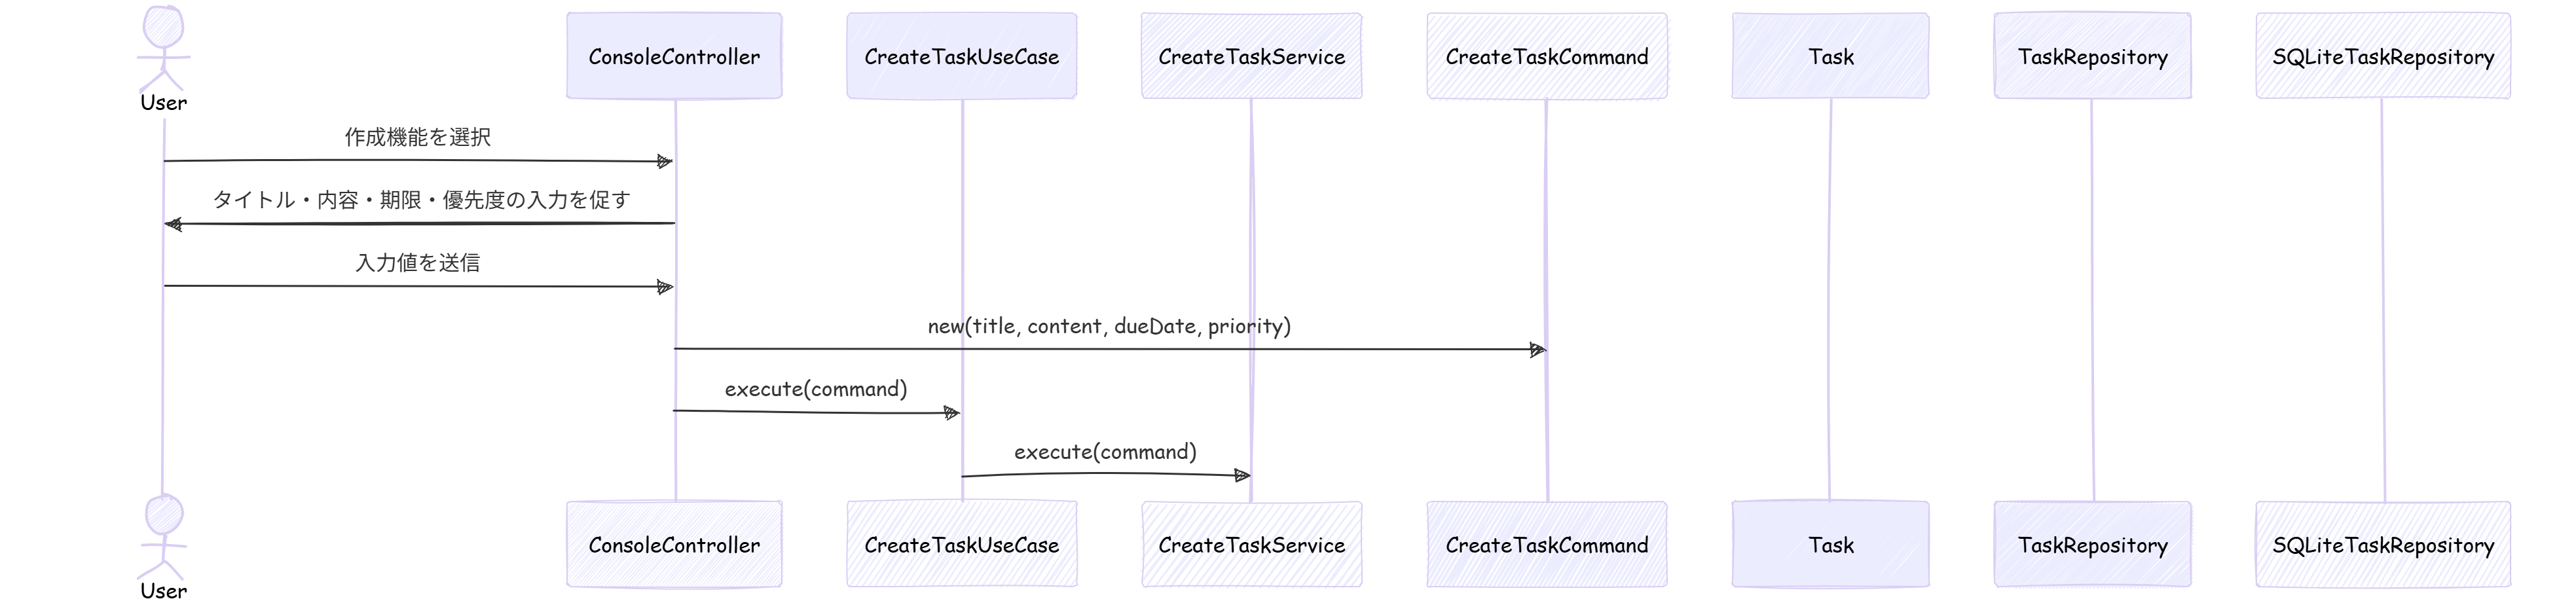 User
ConsoleController
CreateTaskUseCase
CreateTaskService
CreateTaskCommand
Task
TaskRepository
SQLiteTaskRepository
作成機能を選択
タイトル・内容・期限・優先度の入力を促す
入力値を送信
new(title, content, dueDate, priority)
execute(command)
execute(command)
User
ConsoleController
CreateTaskUseCase
CreateTaskService
CreateTaskCommand
Task
TaskRepository
SQLiteTaskRepository